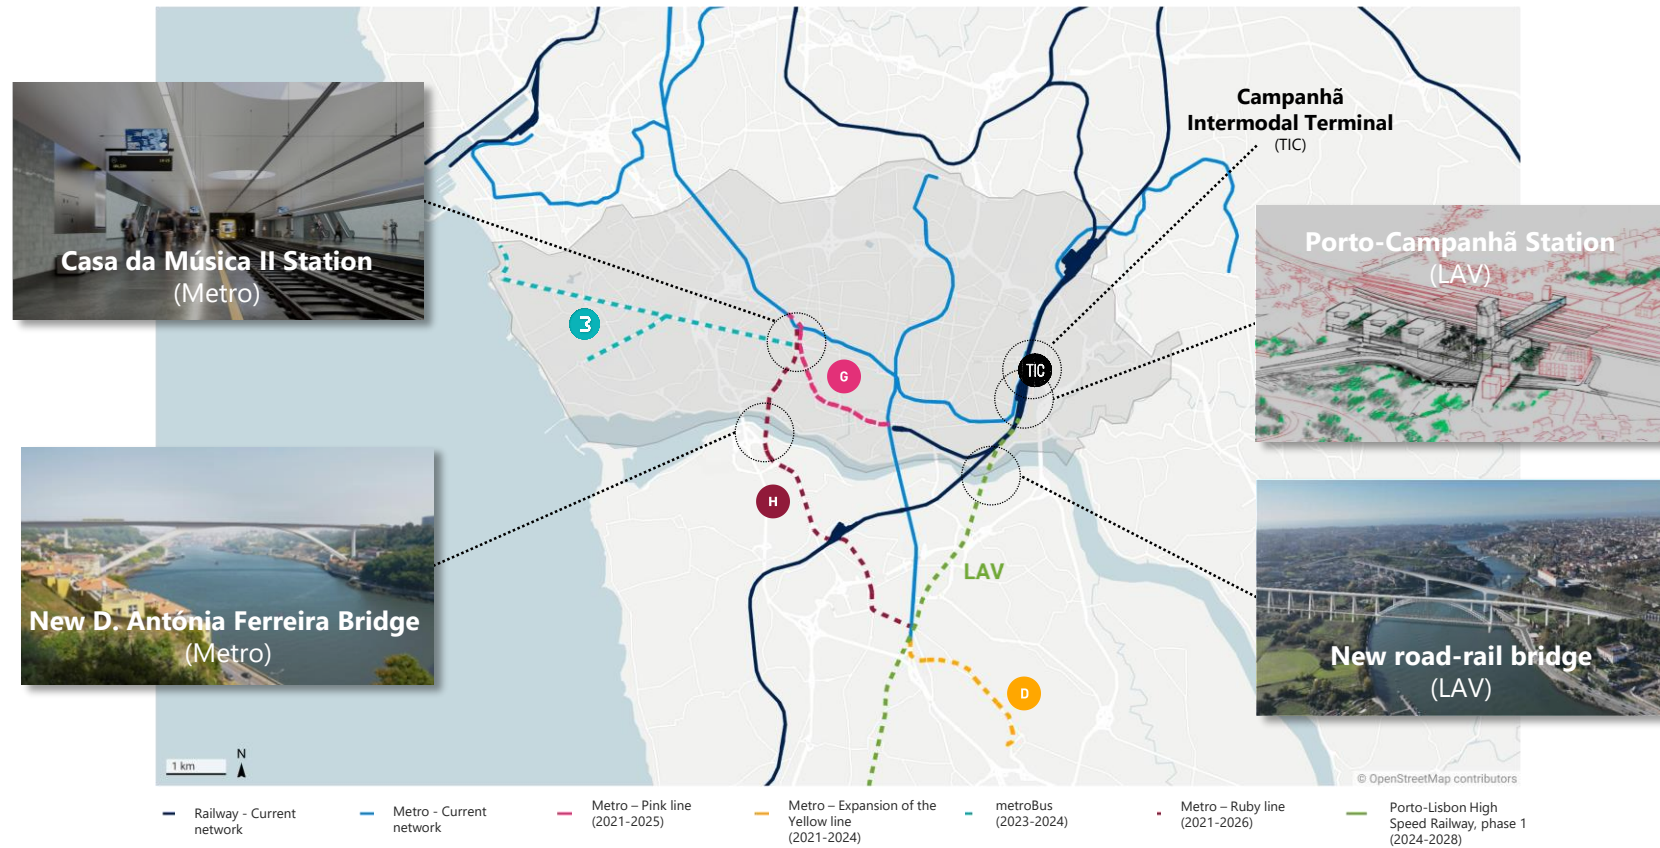 Campanhã
Intermodal Terminal
(TIC)
Casa da Música II Station
(Metro)
Porto-Campanhã Station
(LAV)
3
G
TIC
New D. Antónia Ferreira Bridge
(Metro)
H
LAV
New road-rail bridge
(LAV)
D
N
1 km
© OpenStreetMap contributors
Railway - Current
network
Metro - Current
network
Metro – Pink line
(2021-2025)
Metro – Expansion of the
Yellow line
(2021-2024)
metroBus
(2023-2024)
Metro – Ruby line
(2021-2026)
Porto-Lisbon High
Speed Railway, phase 1
(2024-2028)